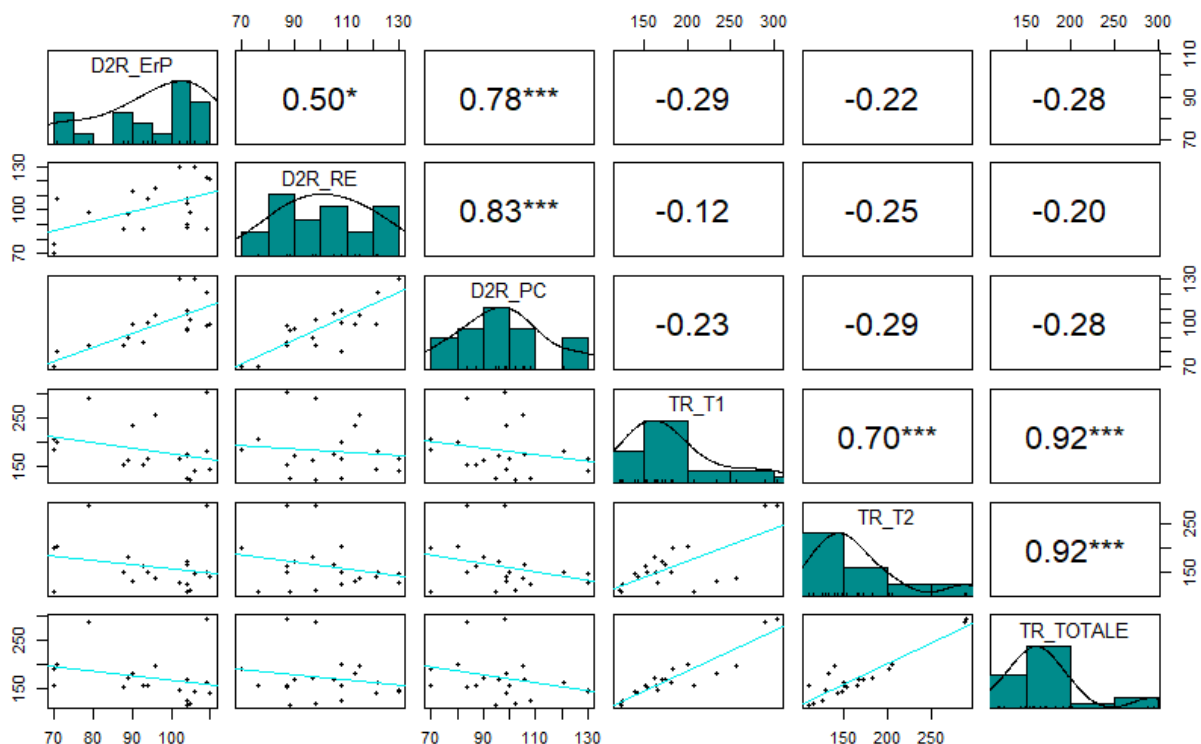 70 90 110 130 150 200 250 300 150 200 250 300
D2R_ErP 0.50* 0.78*** -0.29 -0.22 -0.28 70 90 110
70 100 130 D2R_RE 0.83*** -0.12 -0.25 -0.20
D2R_PC -0.23 -0.29 -0.28 70 100 130
150 250 TR_T1 0.70*** 0.92***
TR_T2 0.92*** 150 250
150 250 TR_TOTALE
70 80 90 100 70 90 110 130 150 200 250